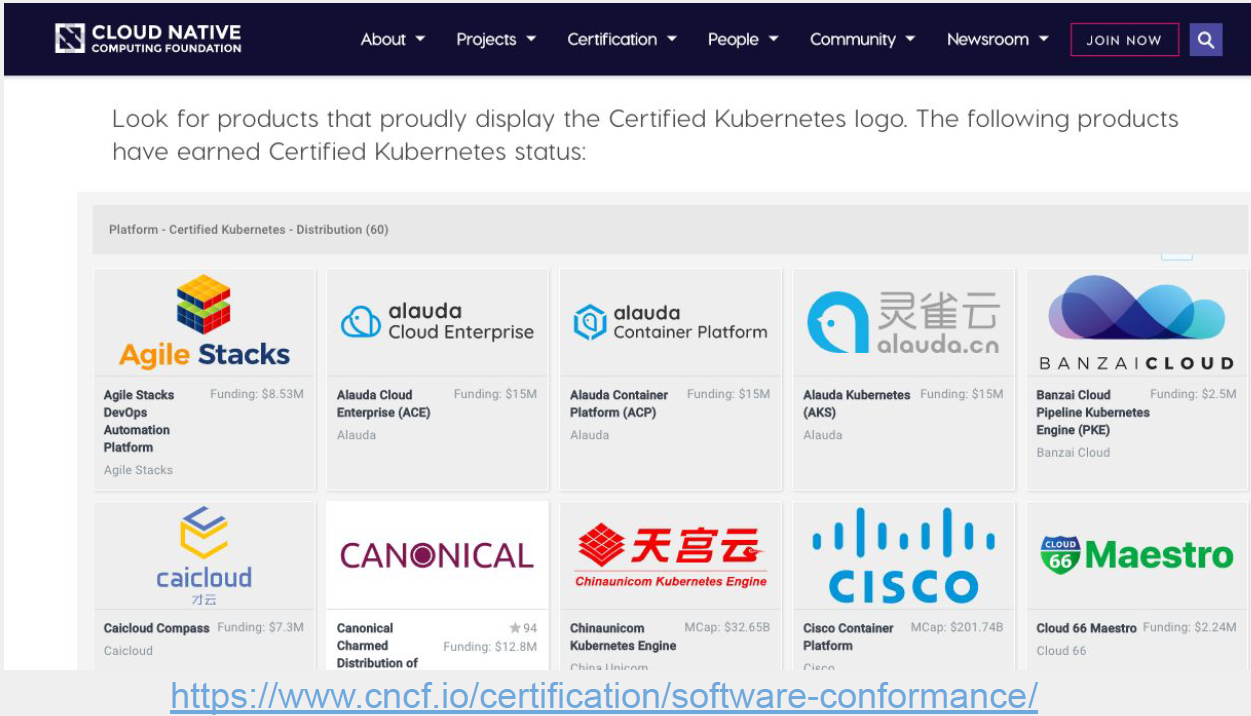 CLOUD NATIVE
COMPUTING FOUNDATION
About Projects Certification People Community Newsroom JOIN NOW
Look for products that proudly display the Certified Kubernetes logo. The following products
have earned Certified Kubernetes status:
Platform - Certified Kubernetes - Distribution (60)
Agile Stacks
Agile Stacks DevOps Automation Platform
Funding: $8.53M
Agile Stacks
alauda
Cloud Enterprise
Alauda Cloud
Enterprise (ACE)
Funding: $15M
Alauda
alauda
Container Platform
Alauda Container
Platform (ACP)
Funding: $15M
Alauda
灵雀云
alauda.cn
Alauda Kubernetes
(AKS)
Funding: $15M
Alauda
BANZAICLOUD
Banzai Cloud
Pipeline Kubernetes
Engine (PKE)
Funding: $2.5M
Banzai Cloud
caicloud
才云
Caicloud Compass
Funding: $7.3M
Caicloud
CANONICAL
Canonical
Charmed
Distribution of
94
Funding: $12.8M
天宫云
Chinaunicom Kubernetes Engine
Chinaunicom
Kubernetes Engine
MCap: $32.65B
China Unicom
CISCO
Cisco Container
Platform
MCap: $201.74B
Cisco
CLOUD
66
Maestro
Cloud 66 Maestro
Funding: $2.24M
Cloud 66
https://www.cncf.io/certification/software-conformance/